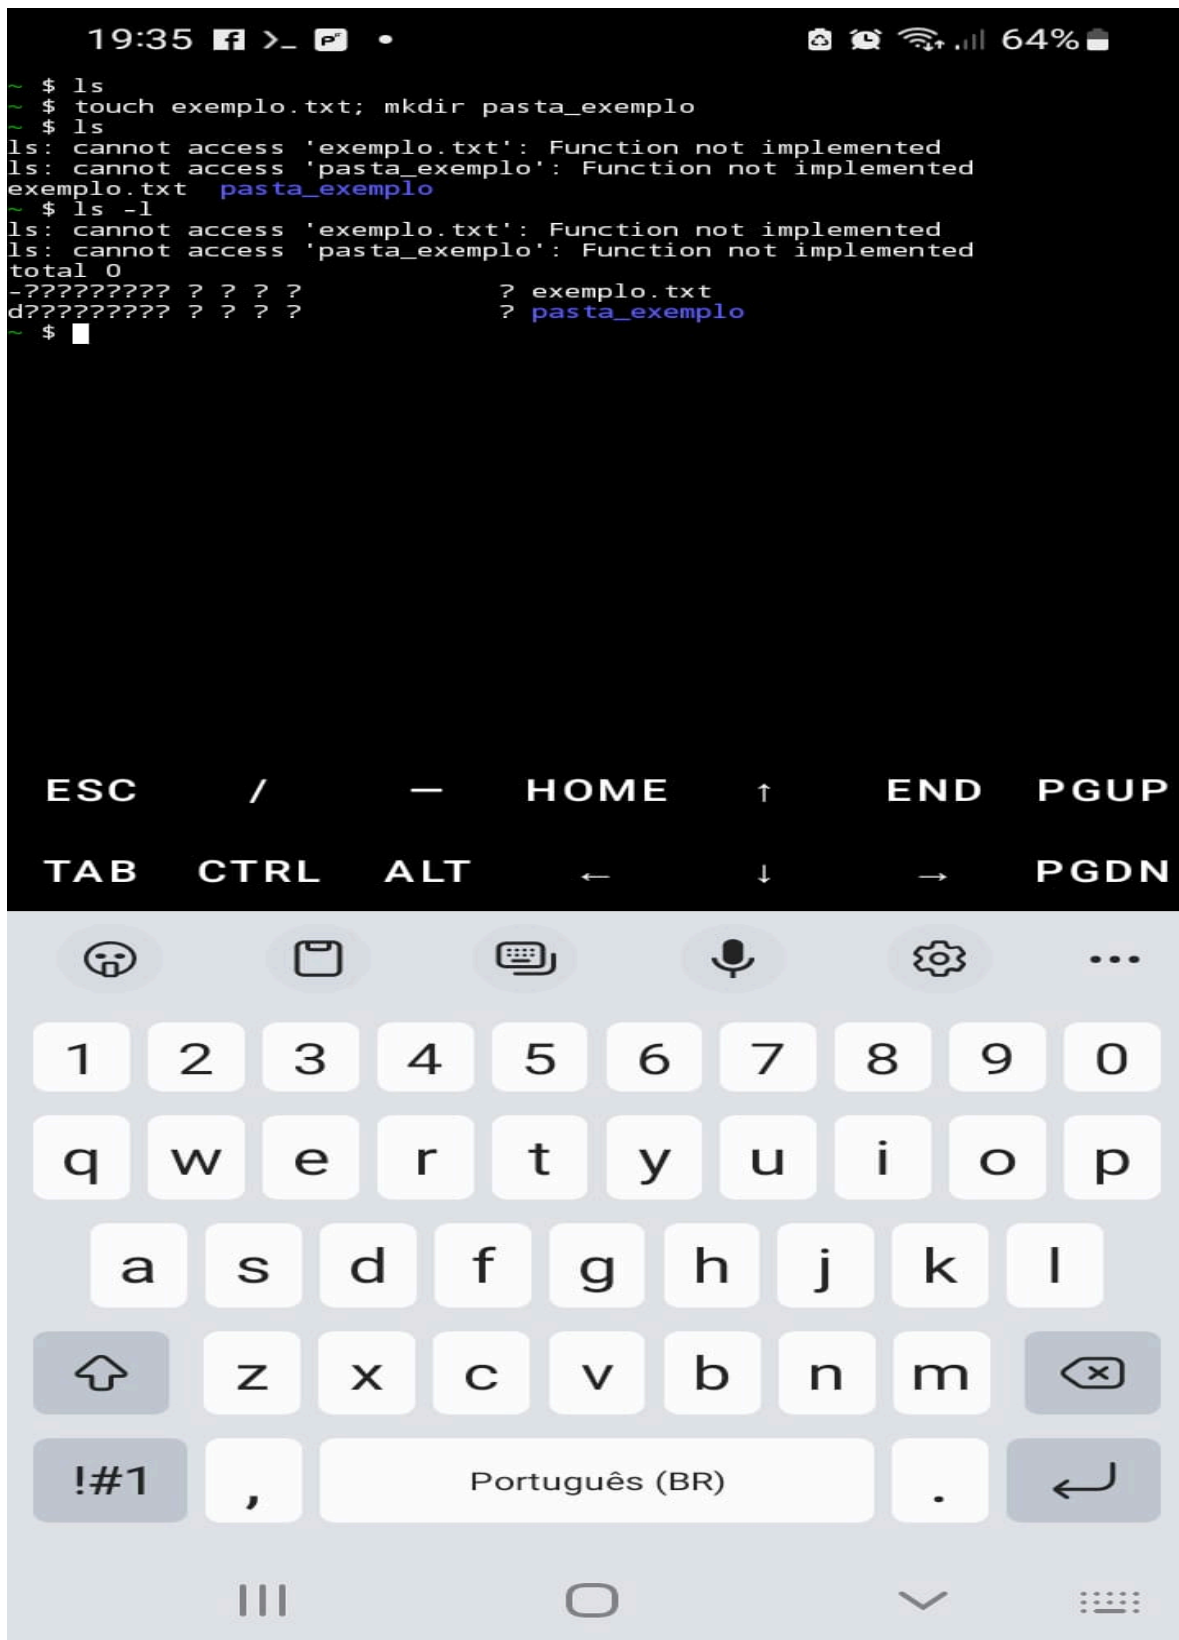 19:35 64%
~ $ ls
~ $ touch exemplo.txt; mkdir pasta_exemplo
~ $ ls
ls: cannot access 'exemplo.txt': Function not implemented
ls: cannot access 'pasta_exemplo': Function not implemented
exemplo.txt  pasta_exemplo
~ $ ls -l
ls: cannot access 'exemplo.txt': Function not implemented
ls: cannot access 'pasta_exemplo': Function not implemented
total 0
-????????? ? ? ? ?            ? exemplo.txt
d????????? ? ? ? ?            ? pasta_exemplo
~ $
ESC / — HOME ↑ END PGUP
TAB CTRL ALT ← ↓ → PGDN
1 2 3 4 5 6 7 8 9 0
q w e r t y u i o p
a s d f g h j k l
z x c v b n m
!#1 , Português (BR) .